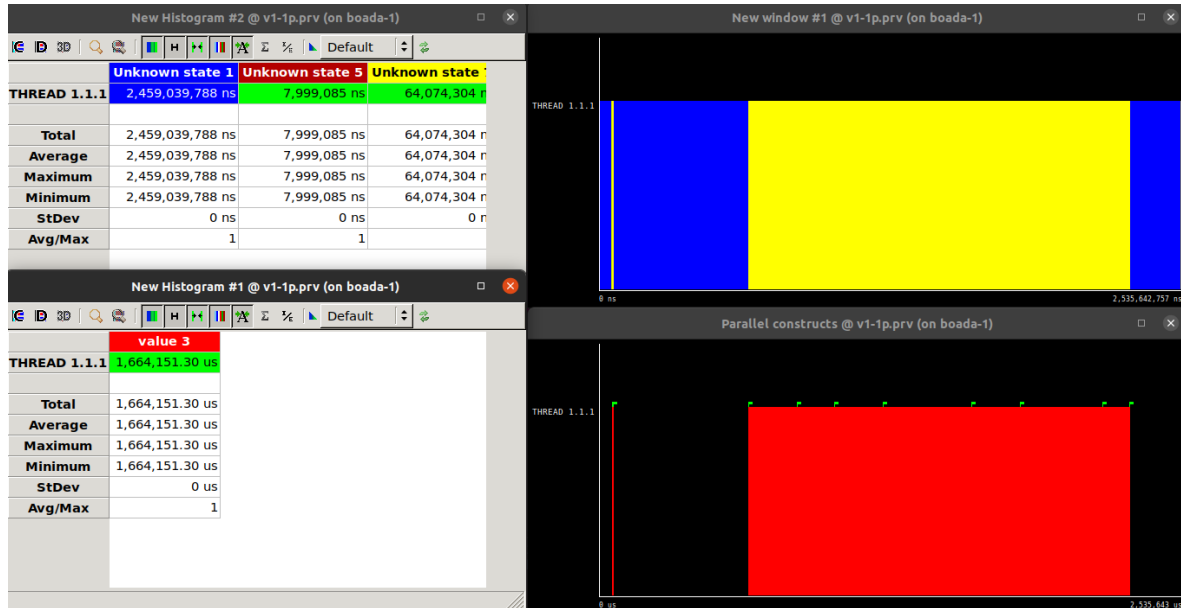 New Histogram #2 @ v1-1p.prv (on boada-1)
3D Σ ½ Default
Unknown state 1 Unknown state 5 Unknown state
THREAD 1.1.1 2,459,039,788 ns 7,999,085 ns 64,074,304 n
Total 2,459,039,788 ns 7,999,085 ns 64,074,304 n
Average 2,459,039,788 ns 7,999,085 ns 64,074,304 n
Maximum 2,459,039,788 ns 7,999,085 ns 64,074,304 n
Minimum 2,459,039,788 ns 7,999,085 ns 64,074,304 n
StDev 0 ns 0 ns 0 n
Avg/Max 1 1
New Histogram #1 @ v1-1p.prv (on boada-1)
3D Σ Default
value 3
THREAD 1.1.1 1,664,151.30 us
Total 1,664,151.30 us
Average 1,664,151.30 us
Maximum 1,664,151.30 us
Minimum 1,664,151.30 us
StDev 0 us
Avg/Max 1
New window #1 @ v1-1p.prv (on boada-1)
THREAD 1.1.1
0 ns 2,535,642,757 ns
Parallel constructs @ v1-1p.prv (on boada-1)
THREAD 1.1.1
0 us 2,535,643 us